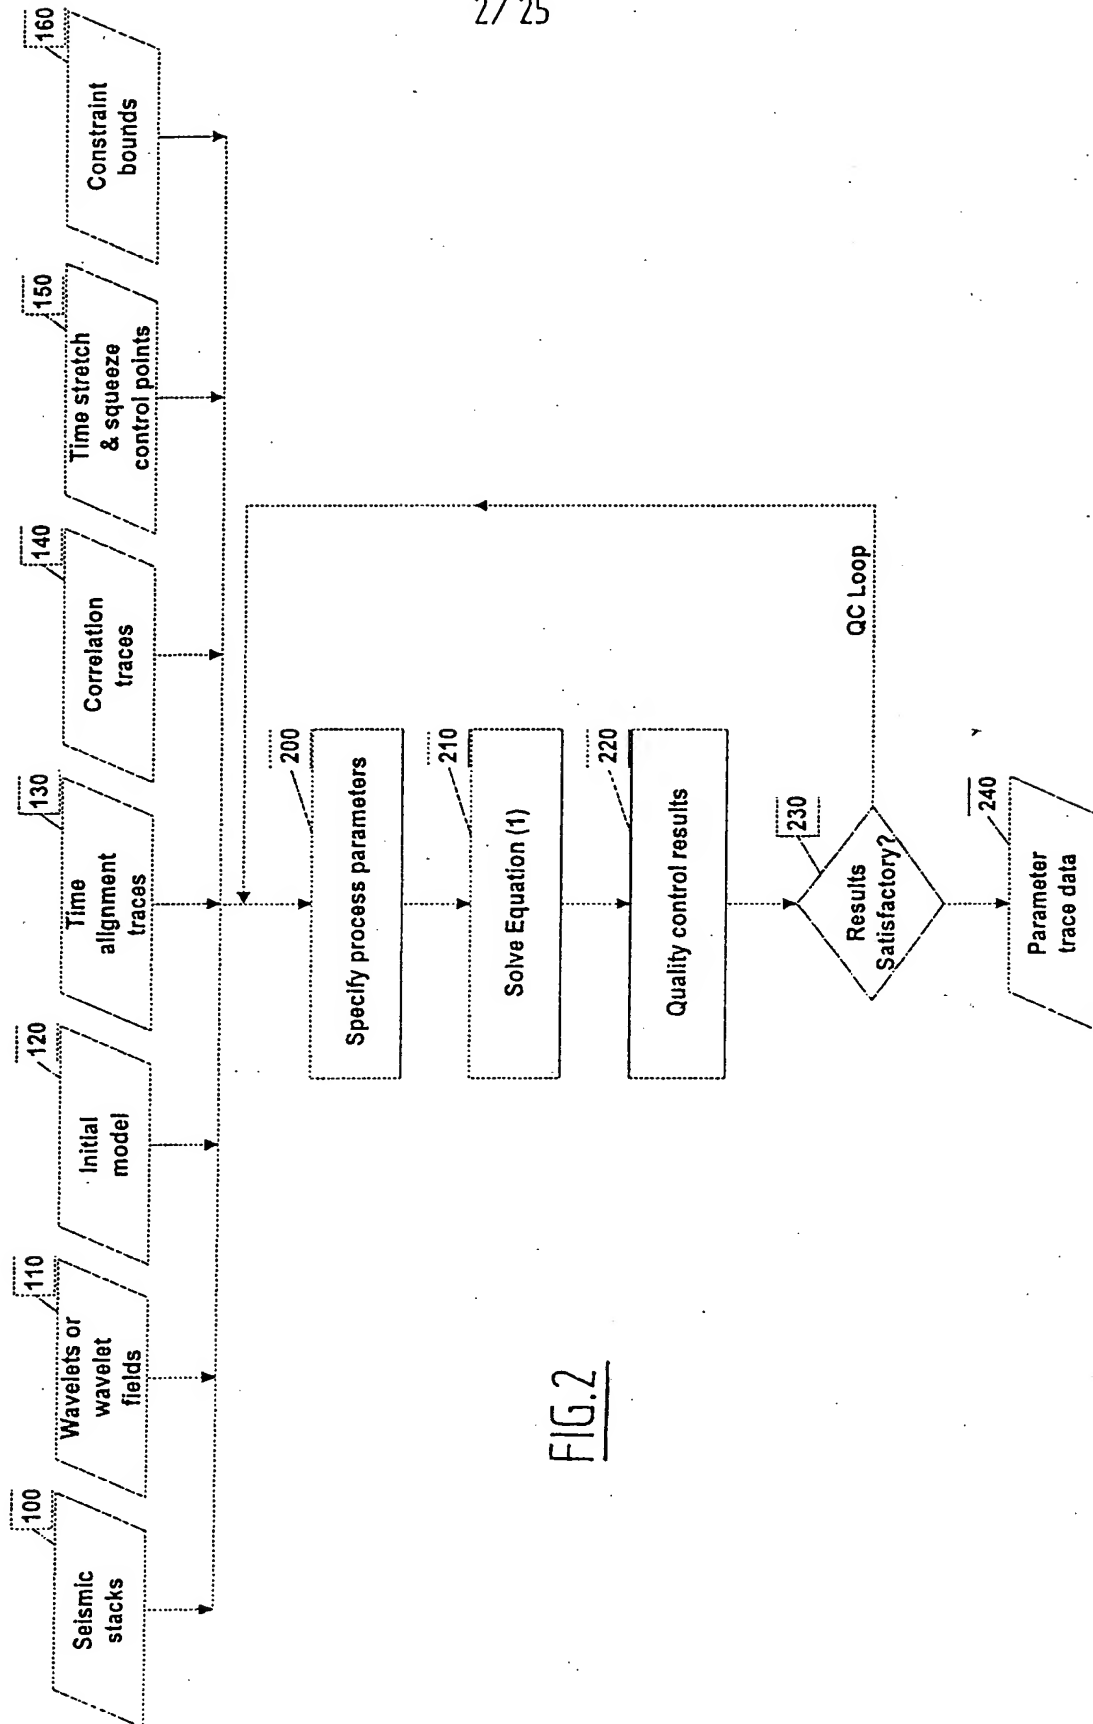 2/25
100
Seismic
stacks
110
Wavelets or
wavelet
fields
120
Initial
model
130
Time
alignment
traces
140
Correlation
traces
150
Time stretch
& squeeze
control points
160
Constraint
bounds
200
Specify process parameters
210
Solve Equation (1)
220
Quality control results
230
Results
Satisfactory?
QC Loop
240
Parameter
trace data
FIG.2